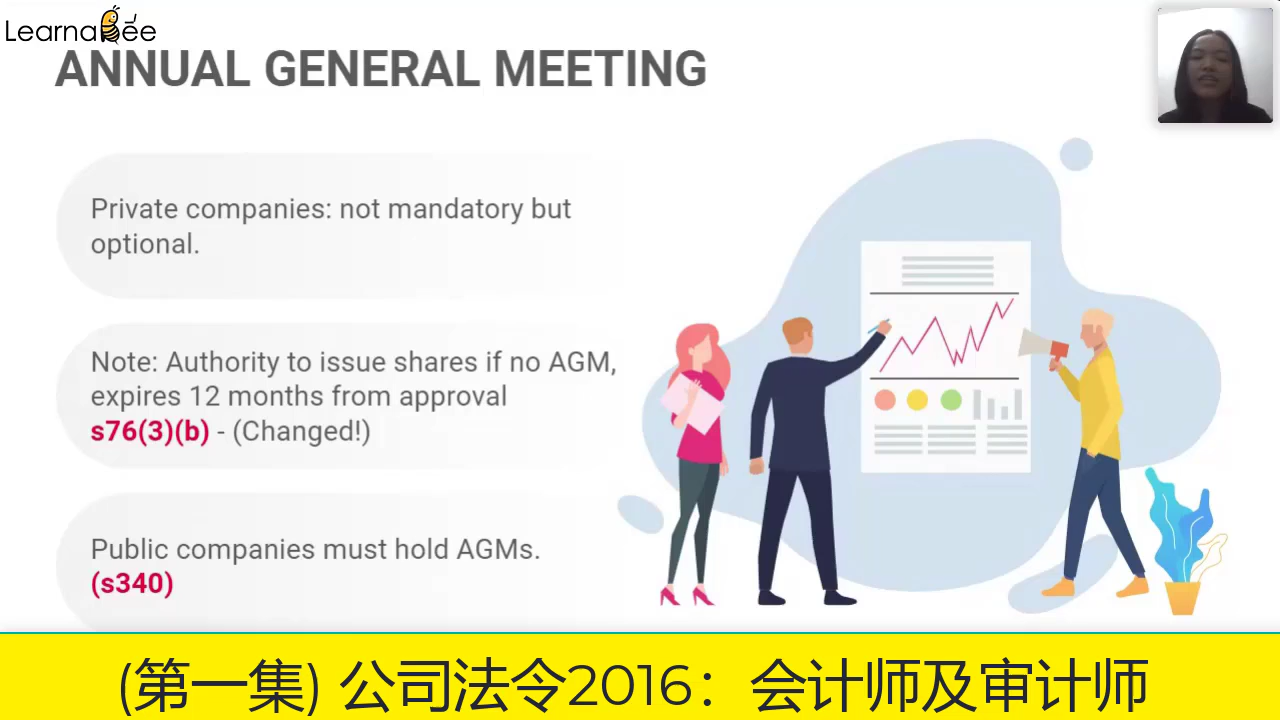 LearnaBee
ANNUAL GENERAL MEETING
Private companies: not mandatory but
optional.
Note: Authority to issue shares if no AGM,
expires 12 months from approval
s76(3)(b) - (Changed!)
Public companies must hold AGMs.
(s340)
(第一集) 公司法令2016：会计师及审计师